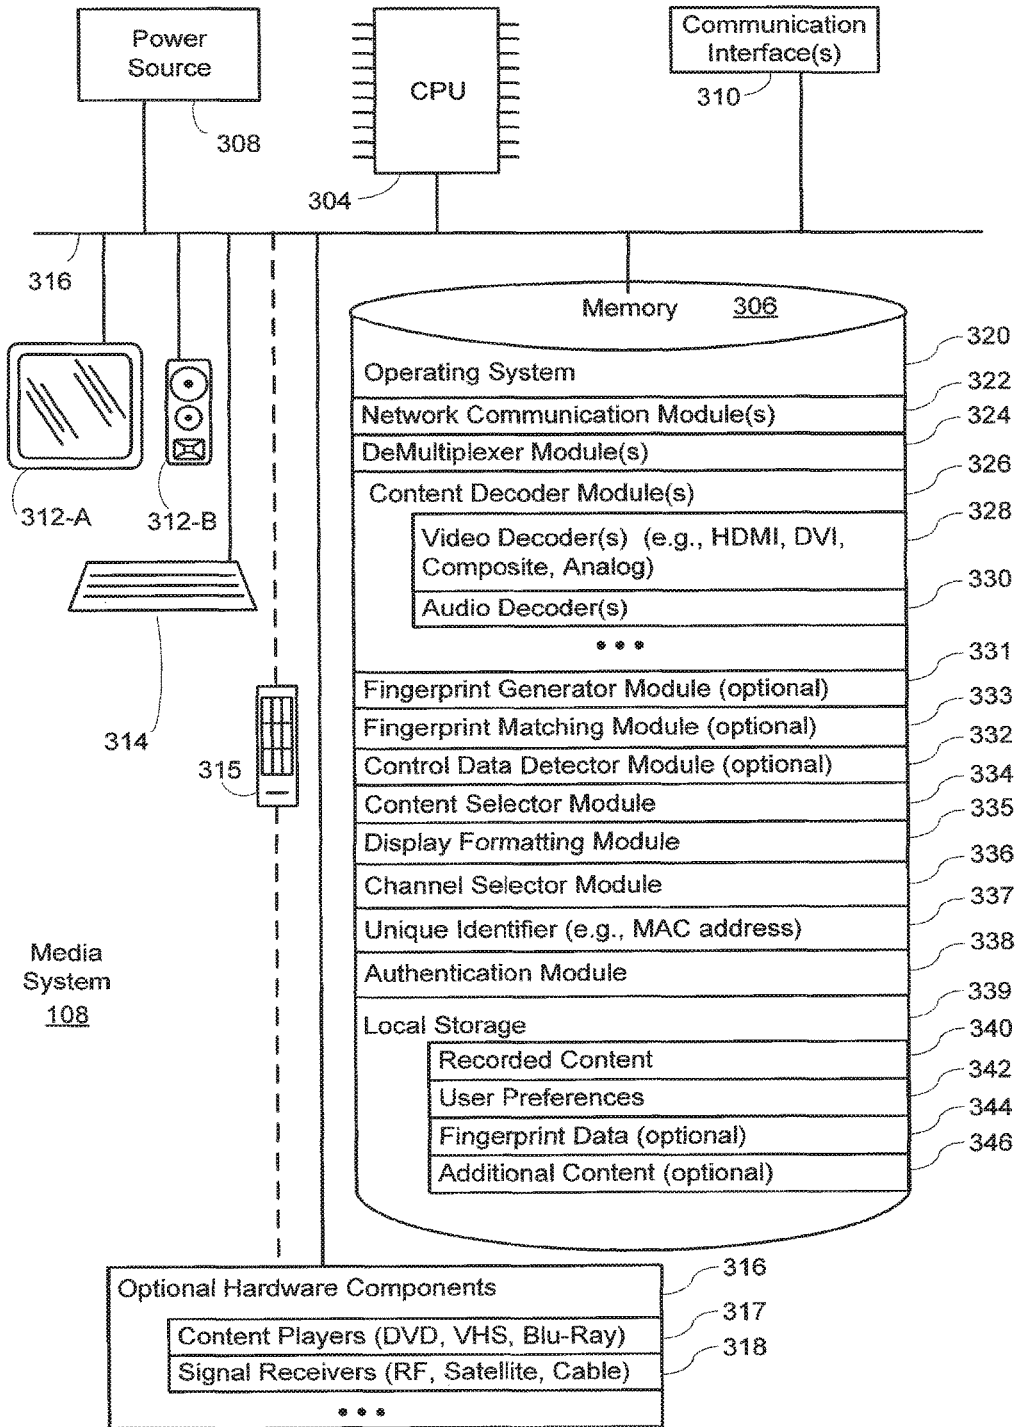 Power
Source
308
CPU
304
Communication
Interface(s)
310
316
312-A
312-B
314
315
Media
System
108
Memory 306
Operating System 320
Network Communication Module(s) 322
DeMultiplexer Module(s) 324
Content Decoder Module(s) 326
Video Decoder(s) (e.g., HDMI, DVI, 328
Composite, Analog)
Audio Decoder(s) 330
•••
Fingerprint Generator Module (optional) 331
Fingerprint Matching Module (optional) 333
Control Data Detector Module (optional) 332
Content Selector Module 334
Display Formatting Module 335
Channel Selector Module 336
Unique Identifier (e.g., MAC address) 337
Authentication Module 338
Local Storage 339
Recorded Content 340
User Preferences 342
Fingerprint Data (optional) 344
Additional Content (optional) 346
Optional Hardware Components 316
Content Players (DVD, VHS, Blu-Ray) 317
Signal Receivers (RF, Satellite, Cable) 318
•••